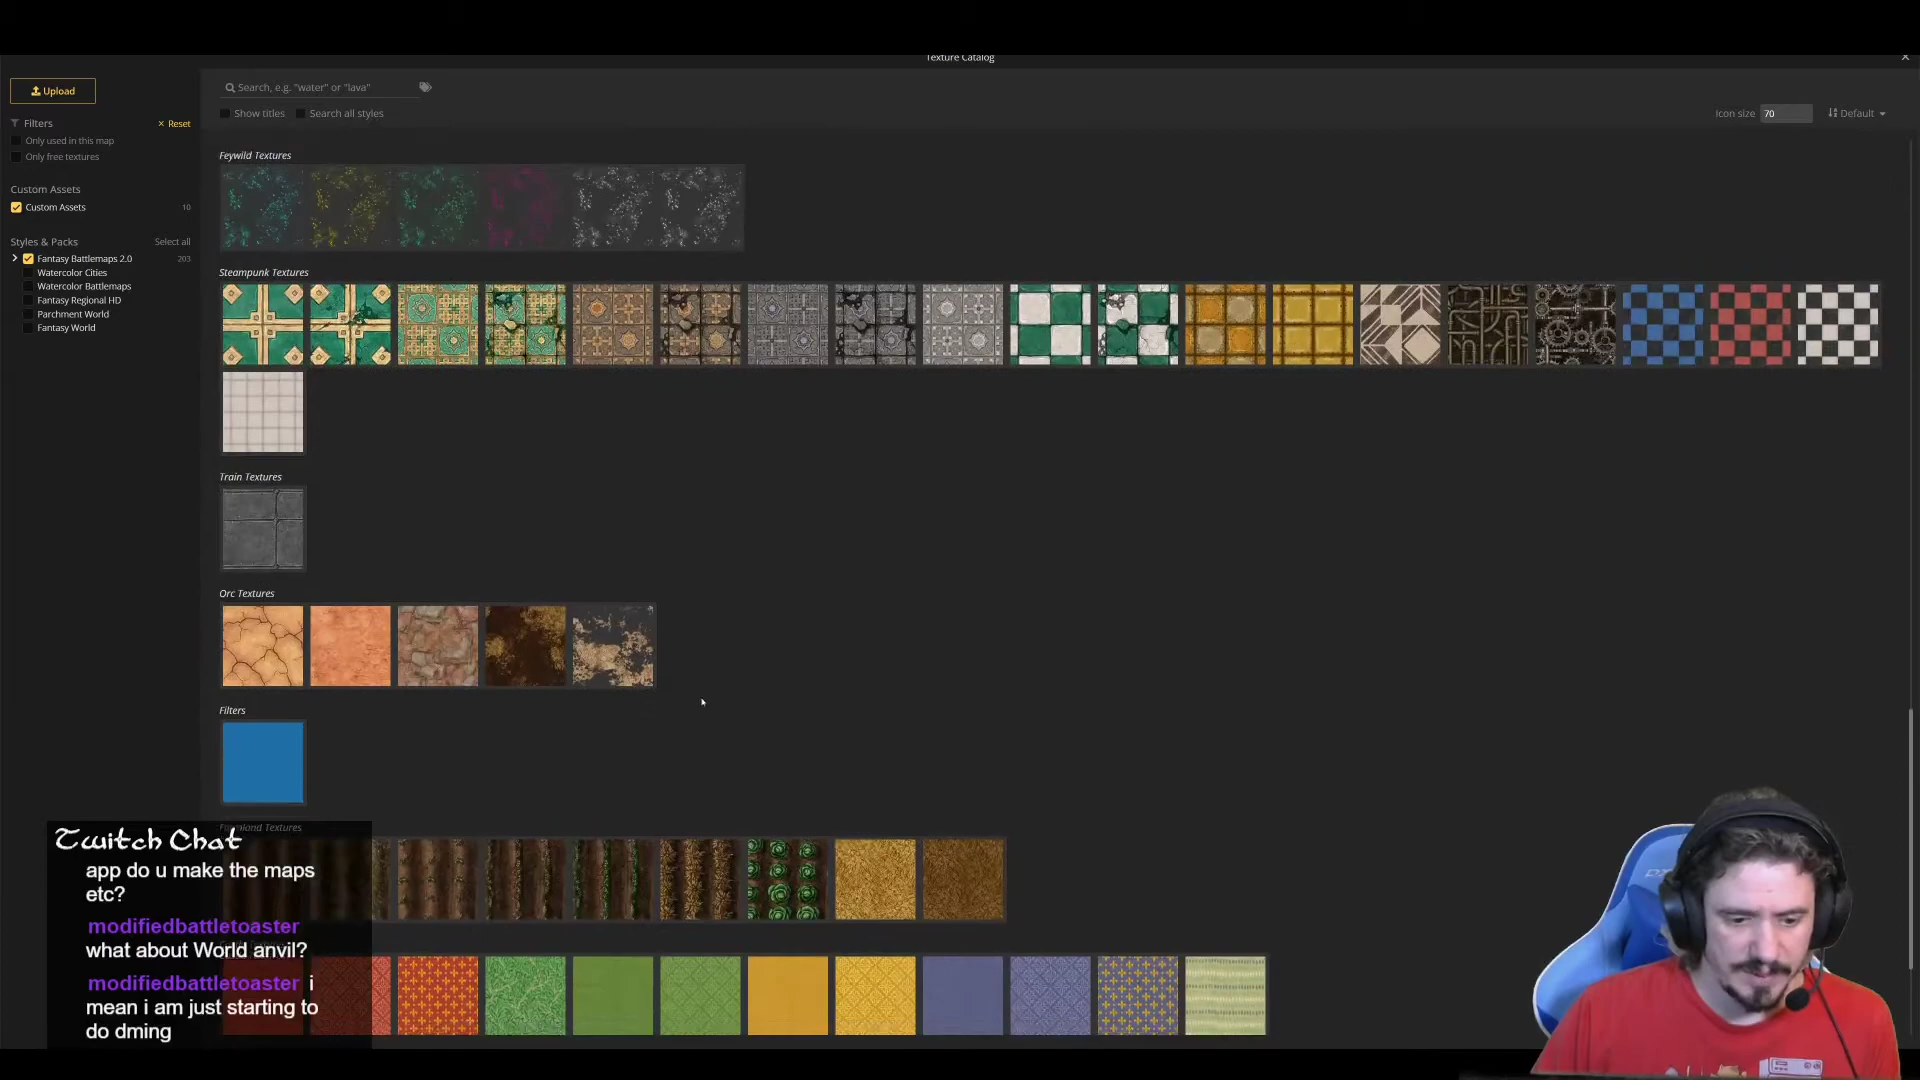 Texture Catalog
Upload
Search, e.g. "water" or "lava"
Show titles
Search all styles
Icon size
70
Default
Filters
Reset
Only used in this map
Only free textures
Custom Assets
Custom Assets
10
Styles & Packs
Select all
Fantasy Battlemaps 2.0
203
Watercolor Cities
Watercolor Battlemaps
Fantasy Regional HD
Parchment World
Fantasy World
Feywild Textures
Steampunk Textures
Train Textures
Orc Textures
Filters
Textures
Twitch Chat
app do u make the maps
etc?
modifiedbattletoaster
what about World anvil?
modifiedbattletoaster i
mean i am just starting to
do dming